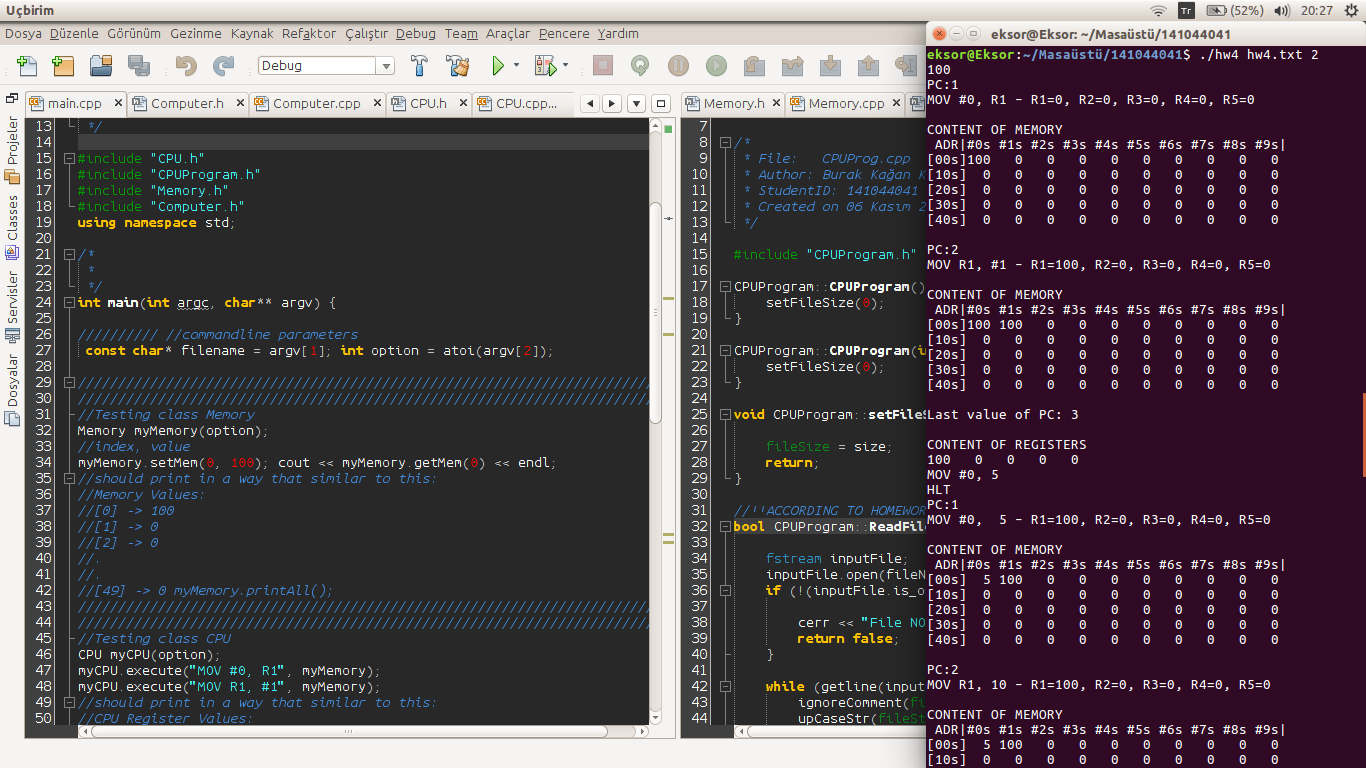 Uçbirim
Tr (52%) 20:27
Dosya Düzenle Görünüm Gezinme Kaynak Refaktor Çalıştır Debug Team Araçlar Pencere Yardım
Debug
main.cpp Computer.h Computer.cpp CPU.h CPU.cpp...
Projeler
Classes
Servisler
Dosyalar
13 */
14
15 #include "CPU.h"
16 #include "CPUProgram.h"
17 #include "Memory.h"
18 #include "Computer.h"
19 using namespace std;
20
21 /*
22 *
23 */
24 int main(int argc, char** argv) {
25
26 ////////// //commandline parameters
27 const char* filename = argv[1]; int option = atoi(argv[2]);
28
29 ////////////////////////////////////////////////////////////////////////
30 ////////////////////////////////////////////////////////////////////////
31 //Testing class Memory
32 Memory myMemory(option);
33 //index, value
34 myMemory.setMem(0, 100); cout << myMemory.getMem(0) << endl;
35 //should print in a way that similar to this:
36 //Memory Values:
37 //[0] -> 100
38 //[1] -> 0
39 //[2] -> 0
40 //.
41 //.
42 //[49] -> 0 myMemory.printAll();
43 ////////////////////////////////////////////////////////////////////////
44 ////////////////////////////////////////////////////////////////////////
45 //Testing class CPU
46 CPU myCPU(option);
47 myCPU.execute("MOV #0, R1", myMemory);
48 myCPU.execute("MOV R1, #1", myMemory);
49 //should print in a way that similar to this:
50 //CPU Register Values:
Memory.h Memory.cpp
7
8 /*
9 * File: CPUProg.cpp
10 * Author: Burak Kağan K
11 * StudentID: 141044041
12 * Created on 06 Kasım 2
13 */
14
15 #include "CPUProgram.h"
16
17 CPUProgram::CPUProgram()
18 setFileSize(0);
19 }
20
21 CPUProgram::CPUProgram(i
22 setFileSize(0);
23 }
24
25 void CPUProgram::setFileS
26
27 fileSize = size;
28 return;
29 }
30
31 //!!ACCORDING TO HOMEWOR
32 bool CPUProgram::ReadFil
33
34 fstream inputFile;
35 inputFile.open(fileN
36 if (!(inputFile.is_o
37
38 cerr << "File NO
39 return false;
40 }
41
42 while (getline(input
43 ignoreComment(fi
44 upCaseStr(fileSt
eksor@Eksor: ~/Masaüstü/141044041
eksor@Eksor:~/Masaüstü/141044041$ ./hw4 hw4.txt 2
100
PC:1
MOV #0, R1 - R1=0, R2=0, R3=0, R4=0, R5=0
CONTENT OF MEMORY
ADR|#0s #1s #2s #3s #4s #5s #6s #7s #8s #9s|
[00s]100 0 0 0 0 0 0 0 0 0
[10s] 0 0 0 0 0 0 0 0 0 0
[20s] 0 0 0 0 0 0 0 0 0 0
[30s] 0 0 0 0 0 0 0 0 0 0
[40s] 0 0 0 0 0 0 0 0 0 0
PC:2
MOV R1, #1 - R1=100, R2=0, R3=0, R4=0, R5=0
CONTENT OF MEMORY
ADR|#0s #1s #2s #3s #4s #5s #6s #7s #8s #9s|
[00s]100 100 0 0 0 0 0 0 0 0
[10s] 0 0 0 0 0 0 0 0 0 0
[20s] 0 0 0 0 0 0 0 0 0 0
[30s] 0 0 0 0 0 0 0 0 0 0
[40s] 0 0 0 0 0 0 0 0 0 0
Last value of PC: 3
CONTENT OF REGISTERS
100 0 0 0 0
MOV #0, 5
HLT
PC:1
MOV #0, 5 - R1=100, R2=0, R3=0, R4=0, R5=0
CONTENT OF MEMORY
ADR|#0s #1s #2s #3s #4s #5s #6s #7s #8s #9s|
[00s] 5 100 0 0 0 0 0 0 0 0
[10s] 0 0 0 0 0 0 0 0 0 0
[20s] 0 0 0 0 0 0 0 0 0 0
[30s] 0 0 0 0 0 0 0 0 0 0
[40s] 0 0 0 0 0 0 0 0 0 0
PC:2
MOV R1, 10 - R1=100, R2=0, R3=0, R4=0, R5=0
CONTENT OF MEMORY
ADR|#0s #1s #2s #3s #4s #5s #6s #7s #8s #9s|
[00s] 5 100 0 0 0 0 0 0 0 0
[10s] 0 0 0 0 0 0 0 0 0 0